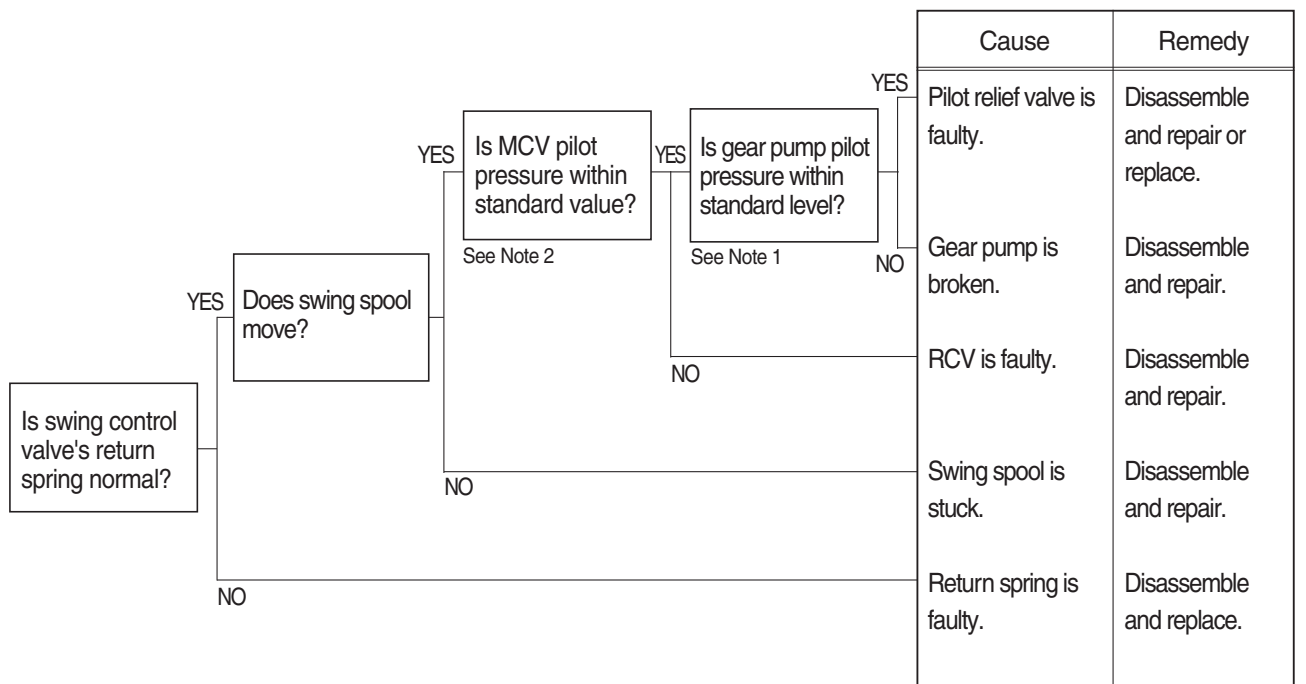 Cause
Remedy
YES
Pilot relief valve is
faulty.
Disassemble
and repair or
replace.
YES
Is MCV pilot
pressure within
standard value?
See Note 2
YES
Is gear pump pilot
pressure within
standard level?
See Note 1
NO
Gear pump is
broken.
Disassemble
and repair.
YES
Does swing spool
move?
NO
RCV is faulty.
Disassemble
and repair.
Is swing control
valve's return
spring normal?
NO
Swing spool is
stuck.
Disassemble
and repair.
NO
Return spring is
faulty.
Disassemble
and replace.